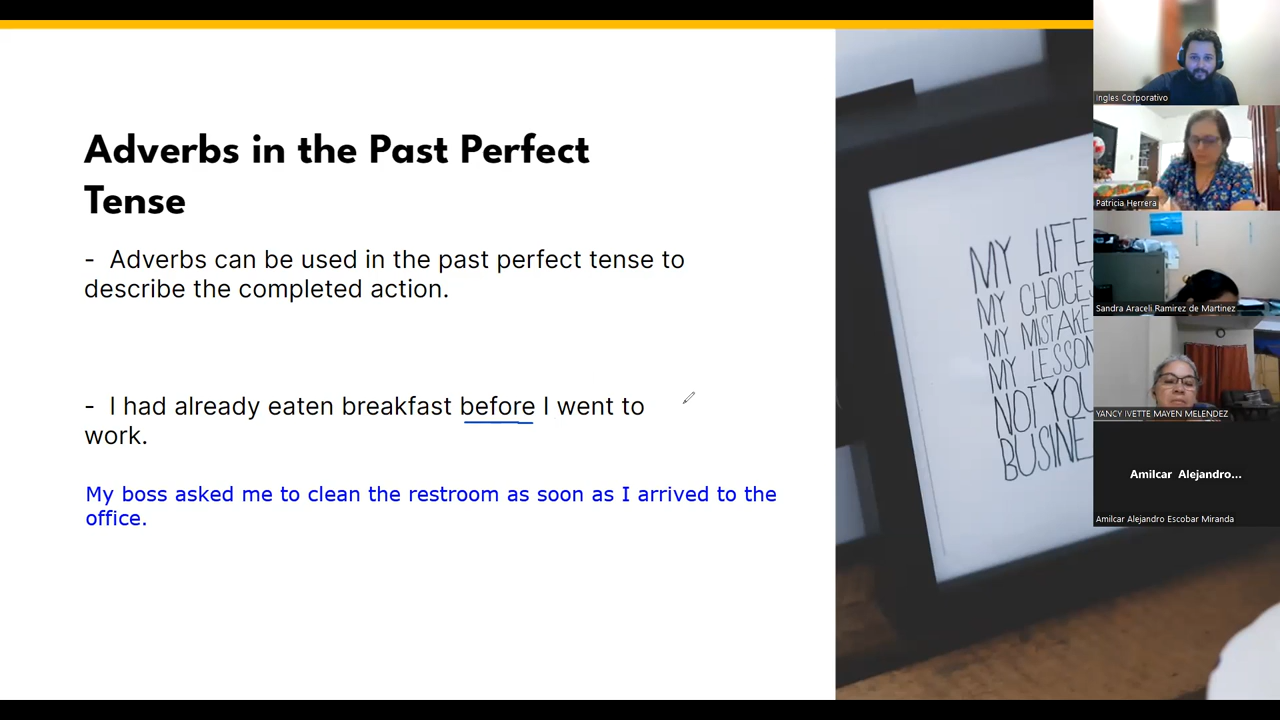 Adverbs in the Past Perfect
Tense
- Adverbs can be used in the past perfect tense to
describe the completed action.
- I had already eaten breakfast before I went to
work.
My boss asked me to clean the restroom as soon as I arrived to the
office.
MY LIFE
MY CHOICES
MY MISTAKE
MY LESSON
NOT YOU
BUSINE
Ingles Corporativo
Patricia Herrera
Sandra Araceli Ramirez de Martinez
YANCY IVETTE MAYEN MELENDEZ
Amilcar Alejandro...
Amilcar Alejandro Escobar Miranda